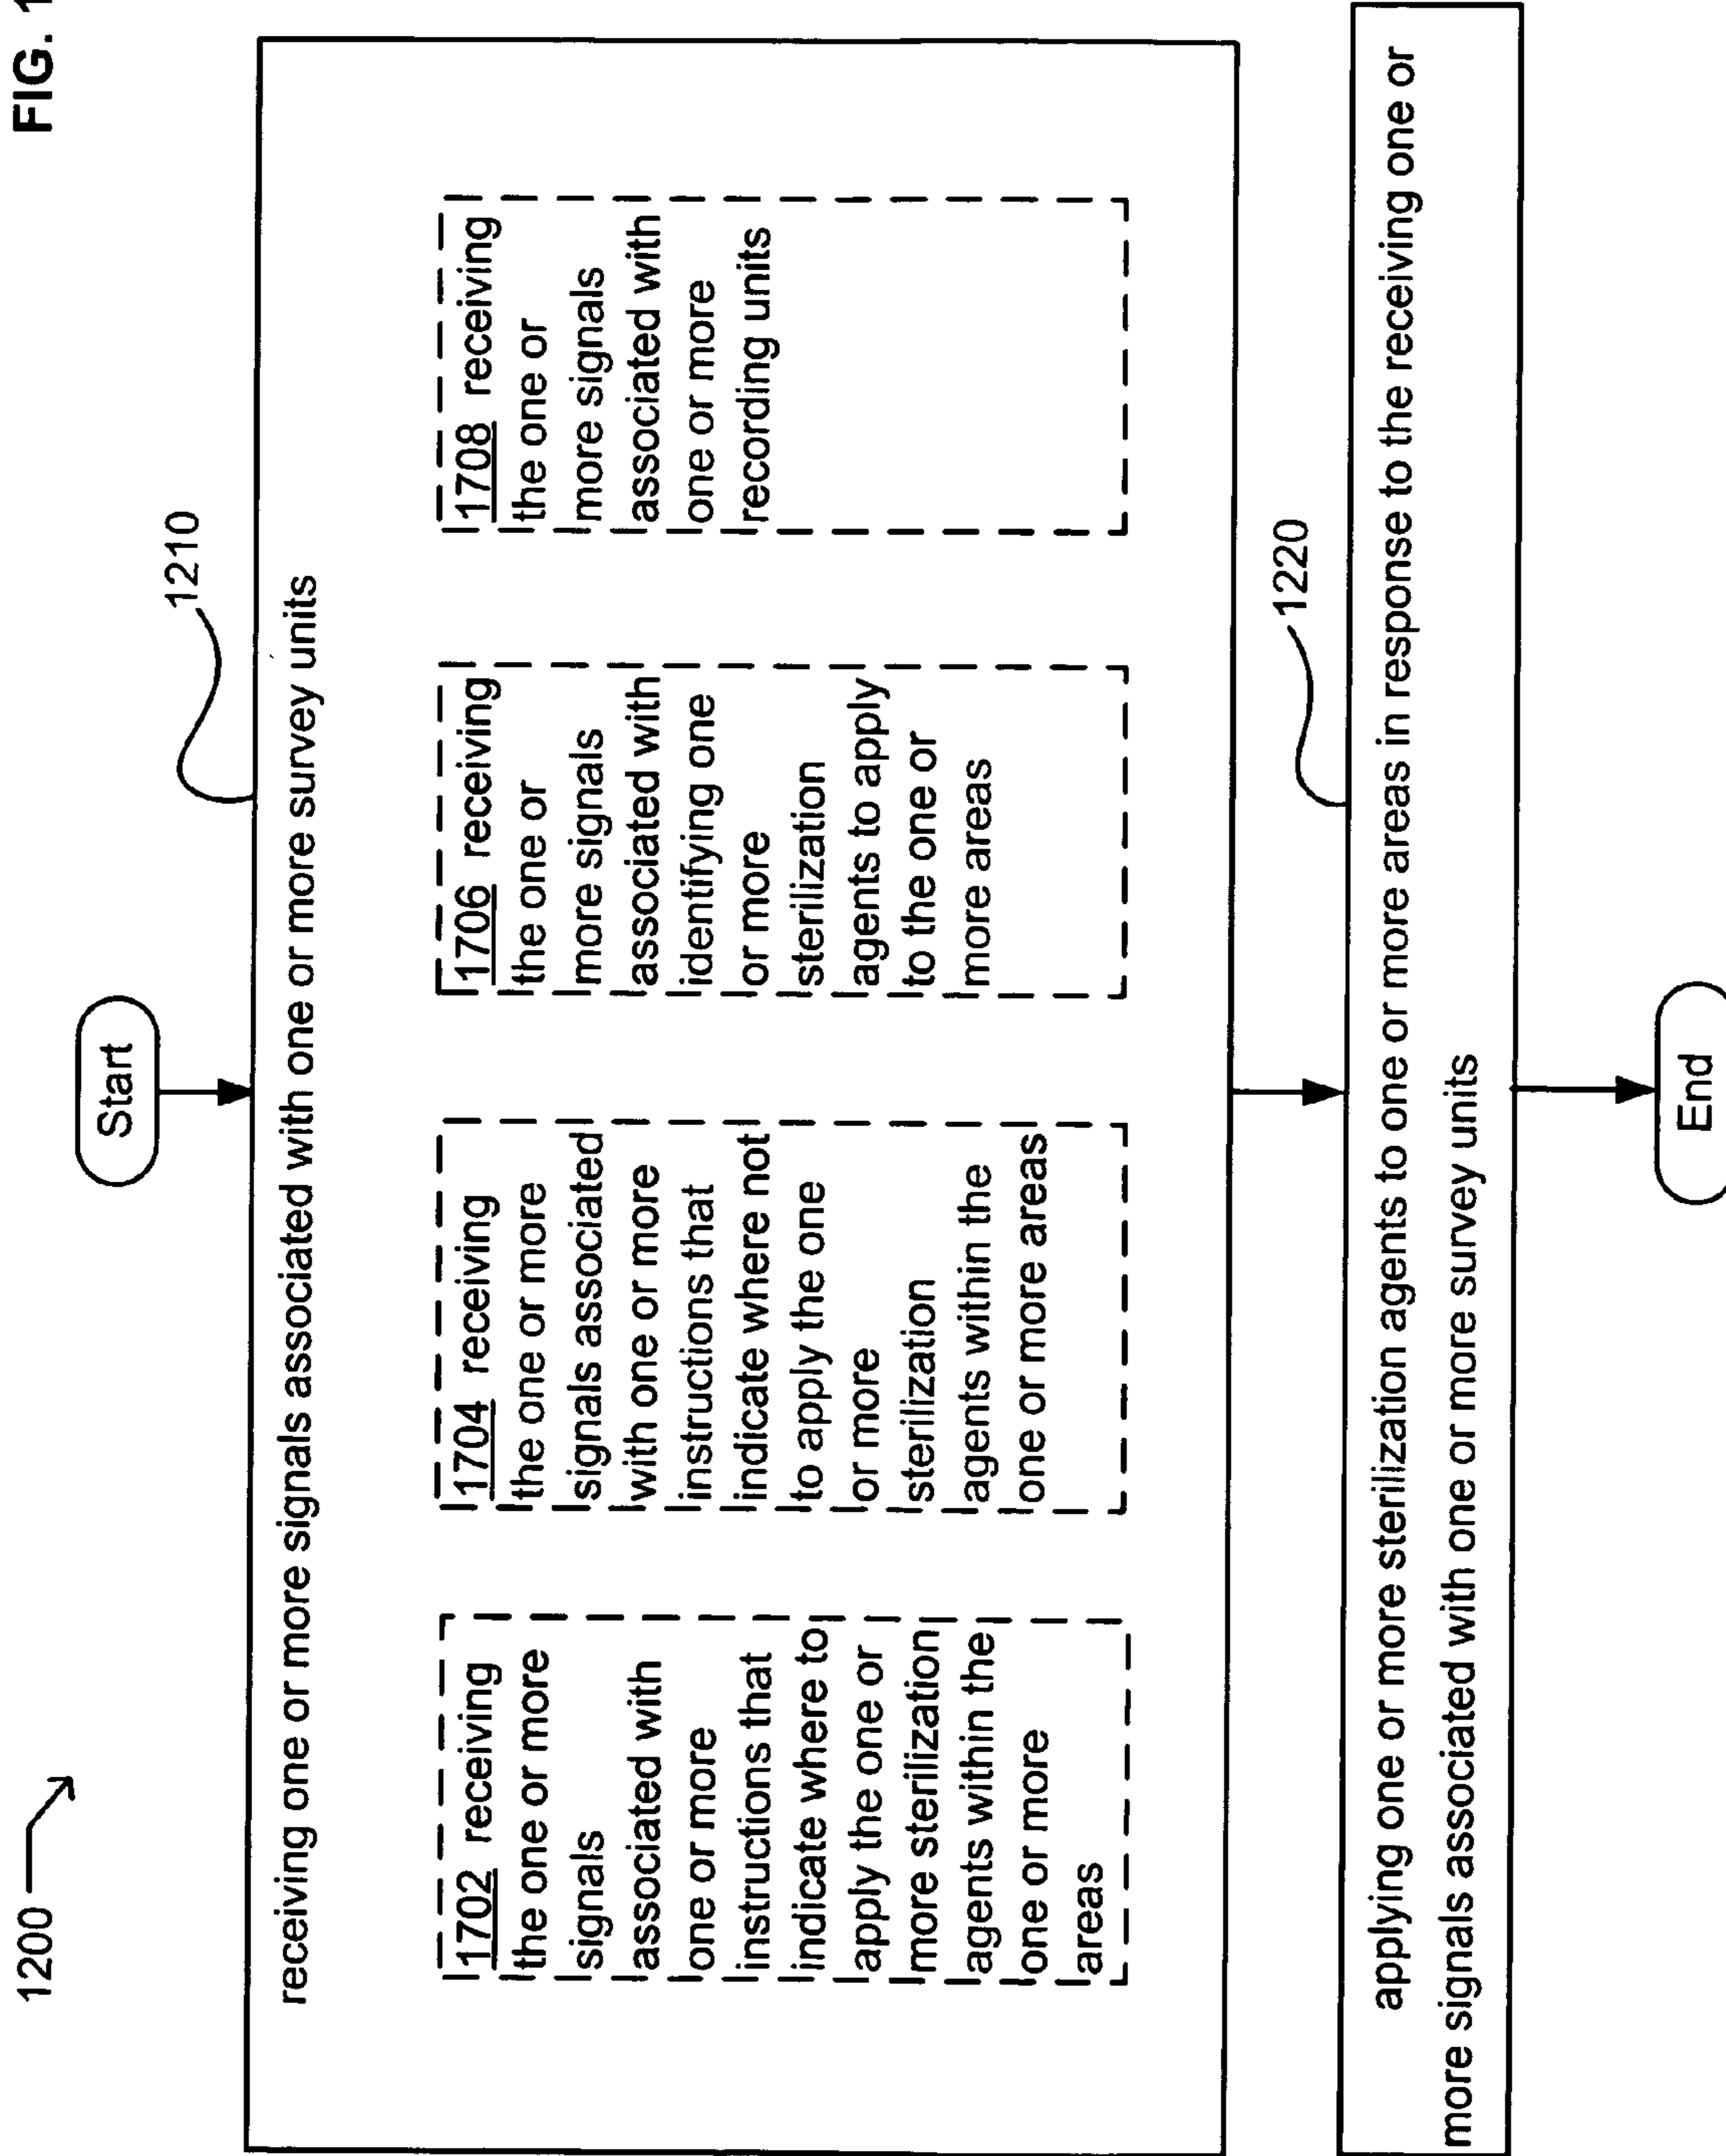 1200
FIG. 1
Start
1210
receiving one or more signals associated with one or more survey units
1702 receiving
the one or more
signals
associated with
one or more
instructions that
indicate where to
apply the one or
more sterilization
agents within the
one or more
areas
1704 receiving
the one or more
signals associated
with one or more
instructions that
indicate where not
to apply the one
or more
sterilization
agents within the
one or more areas
1706 receiving
the one or
more signals
associated with
identifying one
or more
sterilization
agents to apply
to the one or
more areas
1708 receiving
the one or
more signals
associated with
one or more
recording units
1220
applying one or more sterilization agents to one or more areas in response to the receiving one or
more signals associated with one or more survey units
End